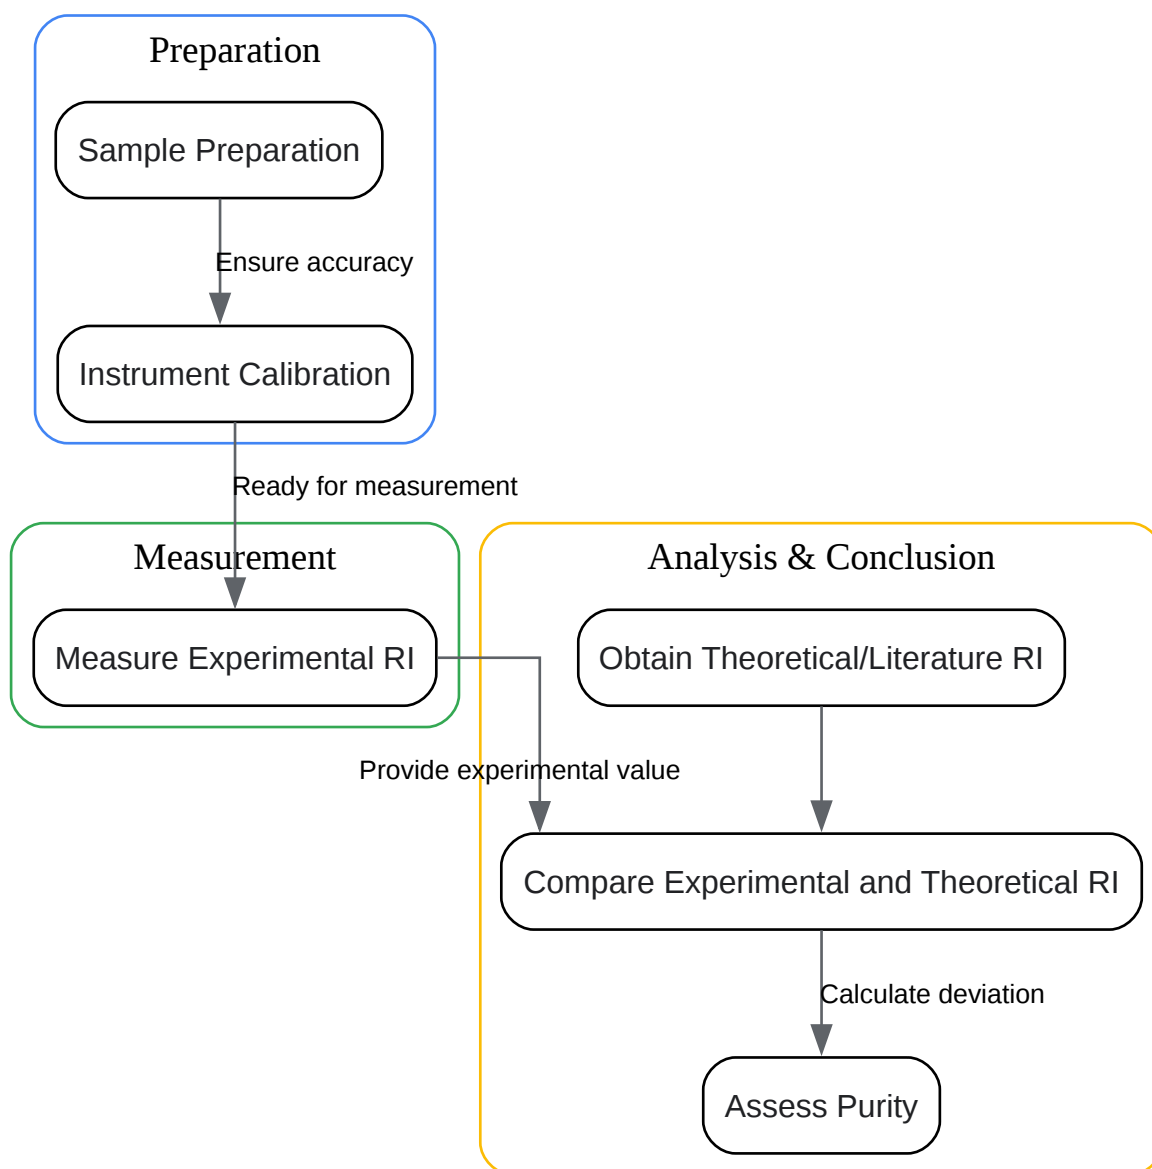 Preparation
Sample Preparation
Ensure accuracy
Instrument Calibration
Ready for measurement
Measurement
Measure Experimental RI
Analysis & Conclusion
Obtain Theoretical/Literature RI
Provide experimental value
Compare Experimental and Theoretical RI
Calculate deviation
Assess Purity